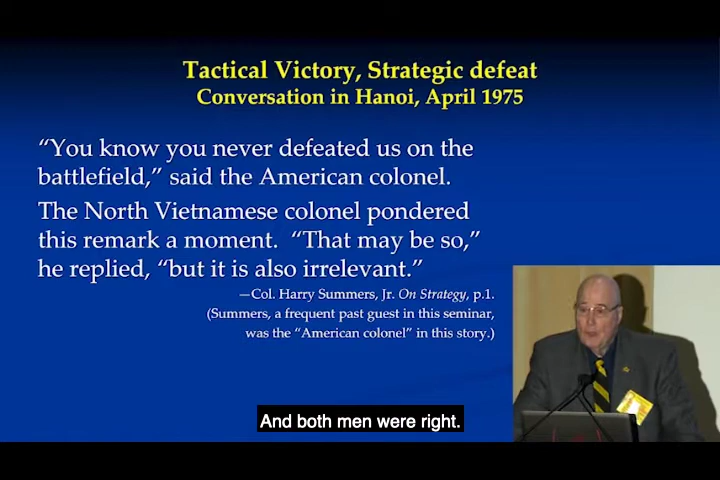 Tactical Victory, Strategic defeat
Conversation in Hanoi, April 1975
“You know you never defeated us on the
battlefield,” said the American colonel.
The North Vietnamese colonel pondered
this remark a moment.  “That may be so,”
he replied, “but it is also irrelevant.”
—Col. Harry Summers, Jr. On Strategy, p.1.
(Summers, a frequent past guest in this seminar,
was the “American colonel” in this story.)
And both men were right.